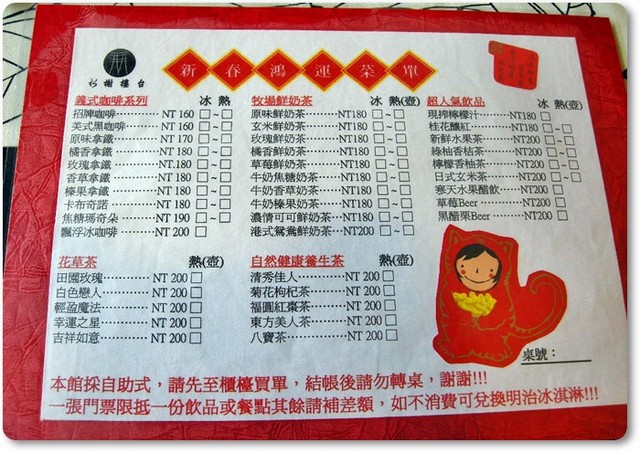 水榭樓台
新春鴻運菜單
義式咖啡系列 冰 熱
招牌咖啡⋯⋯⋯NT 160 □~□
美式黑咖啡⋯⋯NT 160 □~□
原味拿鐵⋯⋯⋯NT 170 □~□
橘香拿鐵⋯⋯⋯NT 180 □~□
玫瑰拿鐵⋯⋯⋯NT.180 □~□
香草拿鐵⋯⋯⋯NT 180 □~□
榛果拿鐵⋯⋯⋯NT 180 □~□
卡布奇諾⋯⋯⋯NT 180 □~□
焦糖瑪奇朵⋯⋯NT 190 □~□
飄浮冰咖啡⋯⋯NT 200 □
牧場鮮奶茶 冰 熱(壺)
原味鮮奶茶⋯⋯⋯NT180 □~□
玄米鮮奶茶⋯⋯⋯NT180 □~□
玫瑰鮮奶茶⋯⋯⋯NT180 □~□
橘香鮮奶茶⋯⋯⋯NT180 □~□
草莓鮮奶茶⋯⋯⋯NT180 □~□
牛奶焦糖奶茶⋯⋯NT200 □~□
牛奶香草奶茶⋯⋯NT200 □~□
牛奶榛果奶茶⋯⋯NT200 □~□
濃情可可鮮奶茶⋯NT200 □~□
港式鴛鴦鮮奶茶⋯NT200 □~□
超人氣飲品 冰 熱(壺)
現搾檸檬汁⋯⋯NT180 □
桂花釀紅⋯⋯⋯NT180 □~□
新鮮水果茶⋯⋯NT200 □~□
綠柚香桔茶⋯⋯NT200 □~□
檸檬香柚茶⋯⋯NT200 □~□
日式玄米茶⋯⋯NT180 □~□
寒天水果醋飲⋯NT200 □
草莓Beer⋯⋯⋯NT200 □
黑醋栗Beer⋯⋯NT200 □
花草茶 熱(壺)
田園玫瑰⋯⋯⋯NT 200 □
白色戀人⋯⋯⋯NT 200 □
輕盈魔法⋯⋯⋯NT 200 □
幸運之星⋯⋯⋯NT 200 □
吉祥如意⋯⋯⋯NT 200 □
自然健康養生茶 熱(壺)
清秀佳人⋯⋯⋯NT 200 □
菊花枸杞茶⋯⋯NT 200 □
福圓紅棗茶⋯⋯NT 200 □
東方美人茶⋯⋯NT 200 □
八寶茶⋯⋯⋯⋯NT 200 □
桌號：
本館採自助式，請先至櫃檯買單，結帳後請勿轉桌，謝謝!!!
一張門票限抵一份飲品或餐點其餘請補差額，如不消費可兌換明治冰淇淋!!!